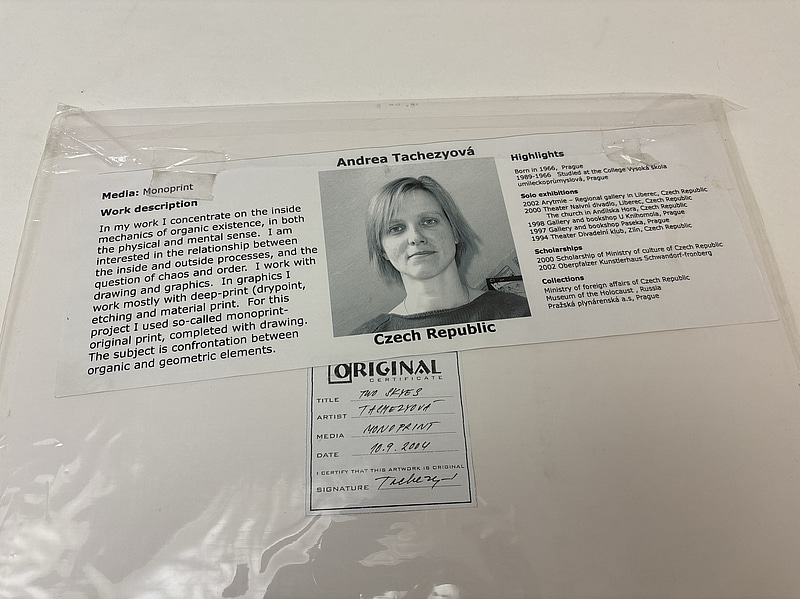 Andrea Tachezyová
Media: Monoprint
Work description
In my work I concentrate on the inside
mechanics of organic existence, in both
the physical and mental sense. I am
interested in the relationship between
the inside and outside processes, and the
question of chaos and order. I work with
drawing and graphics. In graphics I
work mostly with deep-print (drypoint,
etching and material print. For this
project I used so-called monoprint-
original print, completed with drawing.
The subject is confrontation between
organic and geometric elements.
Czech Republic
Highlights
Born in 1966, Prague
1989-1966 Studied at the College Vysoká škola
umíleckoprůmyslová, Prague
Solo exhibitions
2002 Arytmie – Regional gallery in Liberec, Czech Republic
2000 Theater Naivní divadlo, Liberec, Czech Republic
The church in Andilska Hora, Czech Republic
1998 Gallery and bookshop U Knihomola, Prague
1997 Gallery and bookshop Paseka, Prague
1994 Theater Divadelní klub, Zlín, Czech Republic
Scholarships
2000 Scholarship of Ministry of culture of Czech Republic
2002 Oberpfalzer Kunstlerhaus Schwandorf-fronberg
Collections
Ministry of foreign affairs of Czech Republic
Museum of the Holocaust , Russia
Pražská plynárenská a.s, Prague
ORIGINAL
CERTIFICATE
TITLE TWO SKYES
ARTIST TACHEZYOVÁ
MEDIA MONOPRINT
DATE 10.9.2004
I CERTIFY THAT THIS ARTWORK IS ORIGINAL
SIGNATURE Tachezy